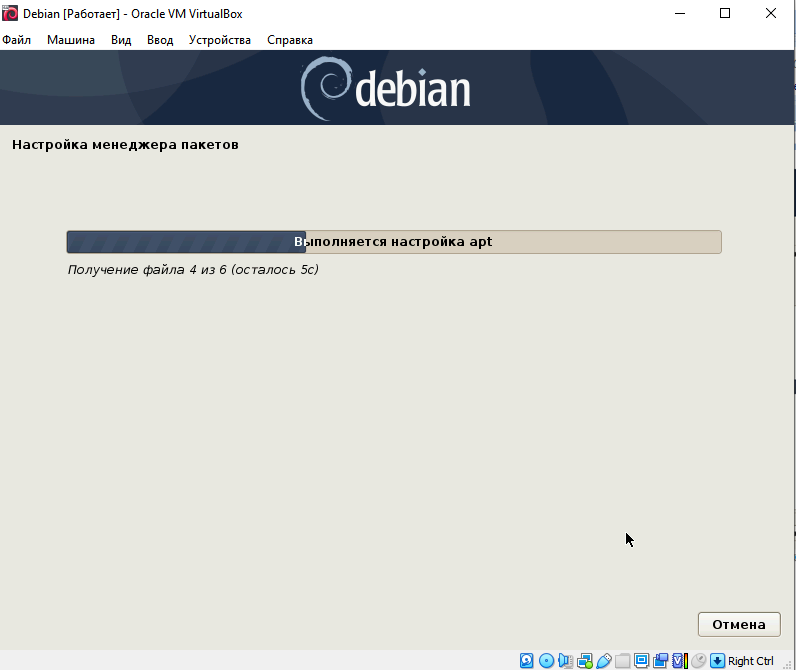 Debian [Работает] - Oracle VM VirtualBox
Файл Машина Вид Ввод Устройства Справка
debian
Настройка менеджера пакетов
Выполняется настройка apt
Получение файла 4 из 6 (осталось 5с)
Отмена
Right Ctrl